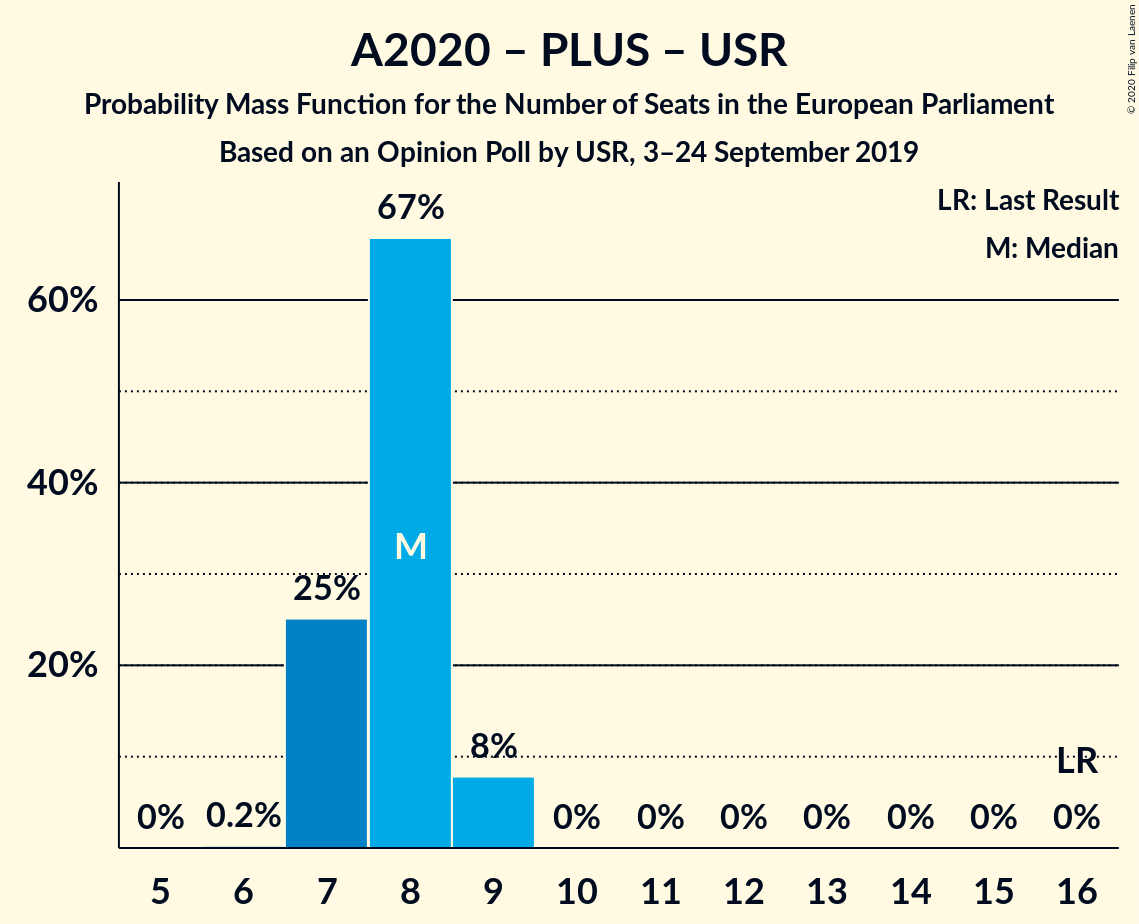 A2020 – PLUS – USR
Probability Mass Function for the Number of Seats in the European Parliament
Based on an Opinion Poll by USR, 3–24 September 2019
© 2020 Filip van Laenen
LR: Last Result
M: Median
67%
60%
40%
M
25%
20%
8%
LR
0% 0.2% 0% 0% 0% 0% 0% 0% 0%
5 6 7 8 9 10 11 12 13 14 15 16